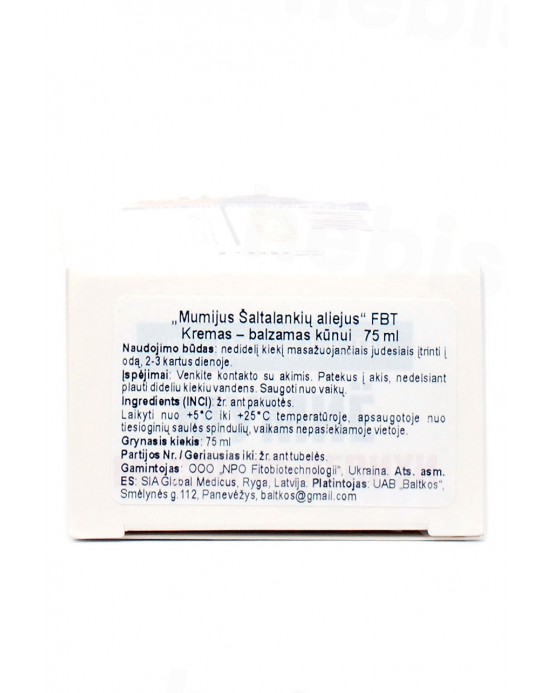 „Mumijus Šaltalankių aliejus“ FBT
Kremas – balzamas kūnui 75 ml
Naudojimo būdas: nedidelį kiekį masažuojančiais judesiais įtrinti į
odą, 2-3 kartus dienoje.
Įspėjimai: Venkite kontakto su akimis. Patekus į akis, nedelsiant
plauti dideliu kiekiu vandens. Saugoti nuo vaikų.
Ingredients (INCI): žr. ant pakuotės.
Laikyti nuo +5°C iki +25°C temperatūroje, apsaugotoje nuo
tiesioginių saulės spindulių, vaikams nepasiekiamoje vietoje.
Grynasis kiekis: 75 ml
Partijos Nr. / Geriausias iki: žr. ant tubelės.
Gamintojas: OOO „NPO Fitobiotechnologii“, Ukraina. Ats. asm.
ES: SIA Global Medicus, Ryga, Latvija. Platintojas: UAB „Baltkos“,
Smėlynės g.112, Panevėžys, baltkos@gmail.com